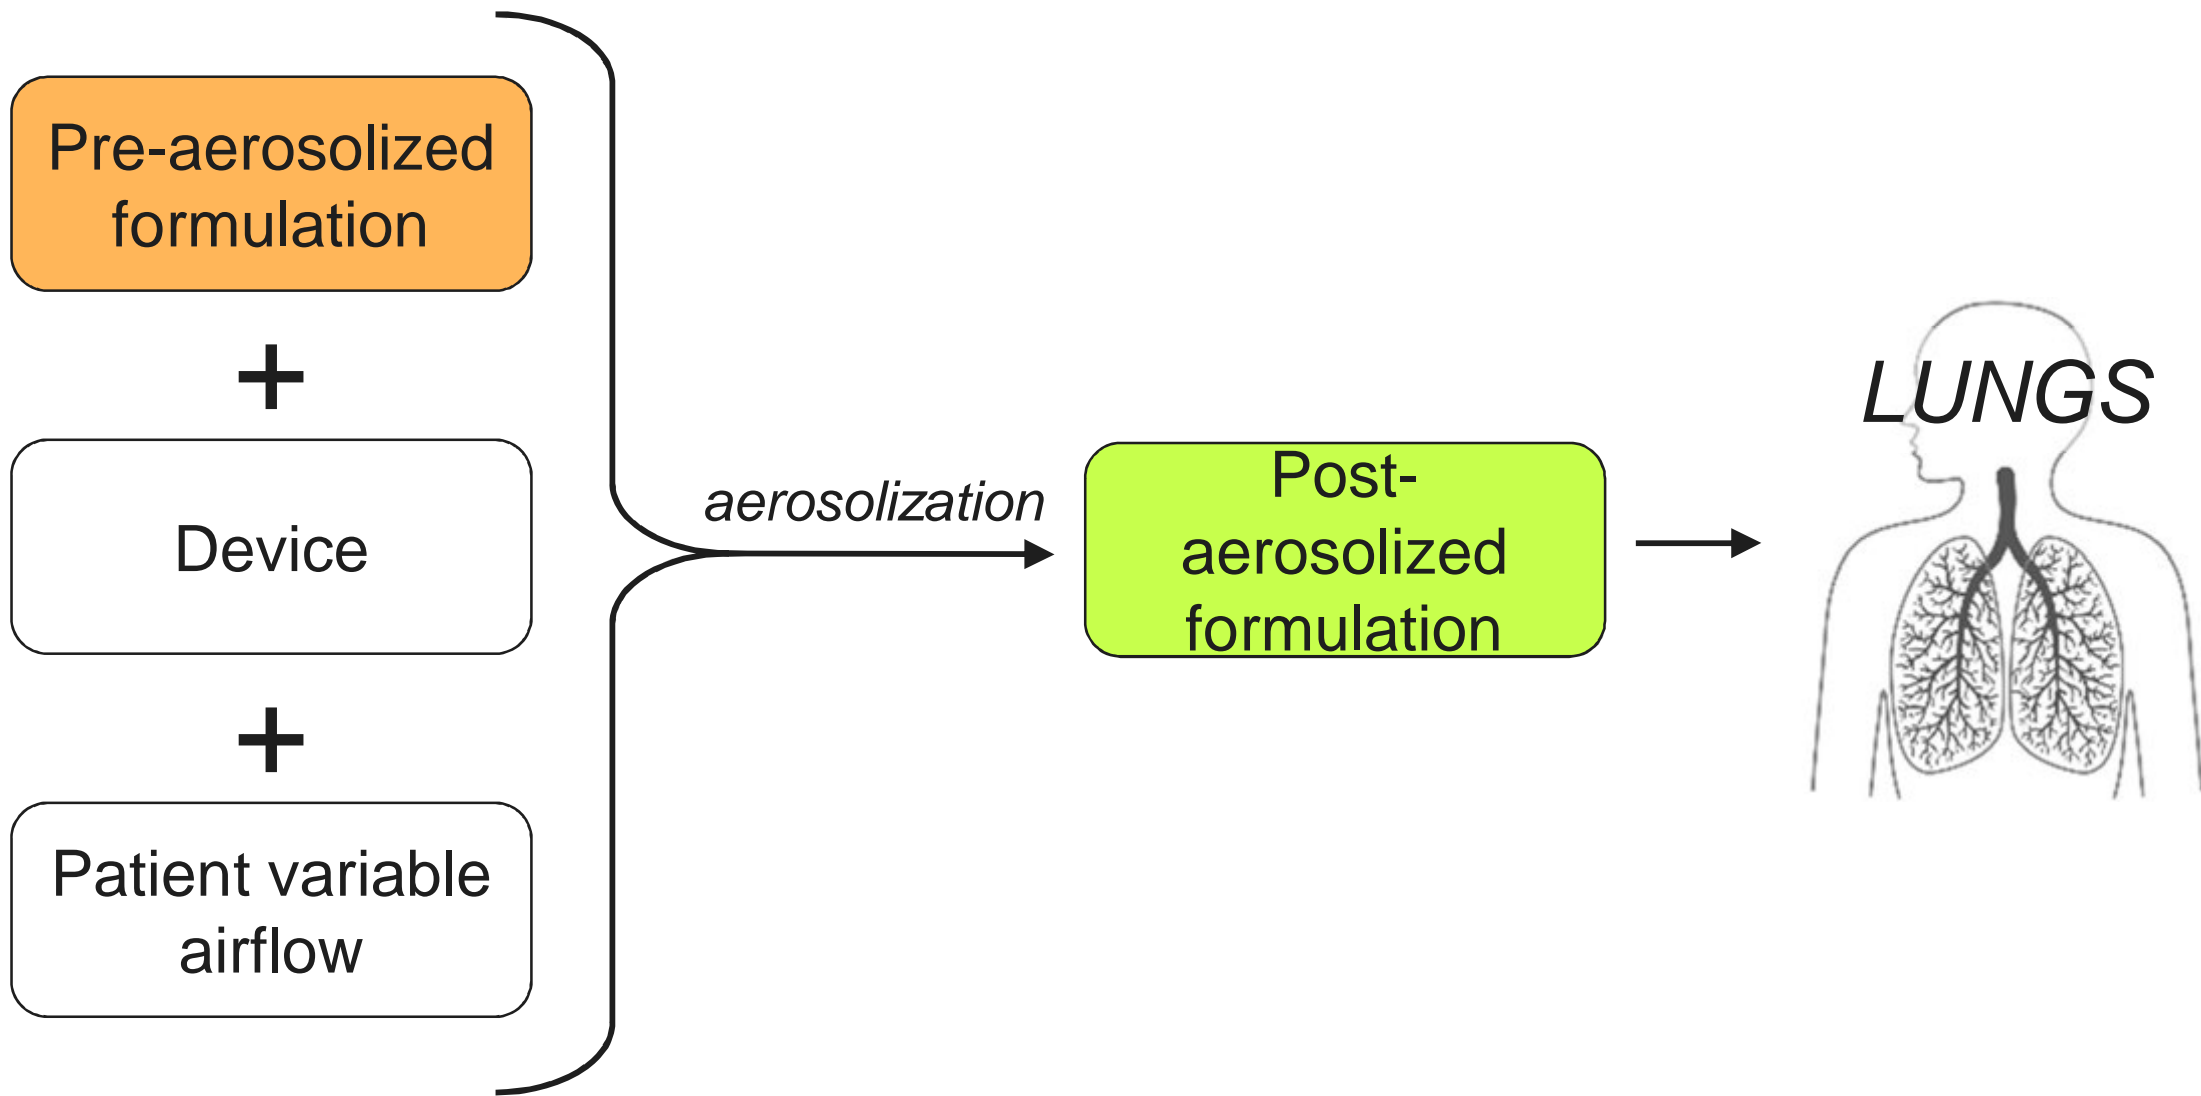 Pre-aerosolized
formulation
+
Device
+
Patient variable
airflow
aerosolization
Post-
aerosolized
formulation
LUNGS